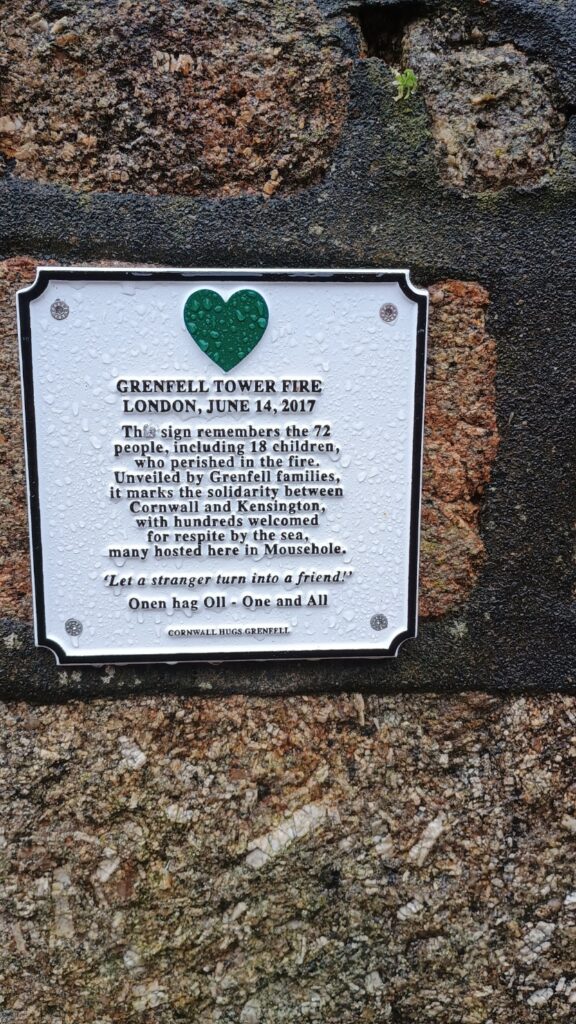 GRENFELL TOWER FIRE
LONDON, JUNE 14, 2017
This sign remembers the 72
people, including 18 children,
who perished in the fire.
Unveiled by Grenfell families,
it marks the solidarity between
Cornwall and Kensington,
with hundreds welcomed
for respite by the sea,
many hosted here in Mousehole.
'Let a stranger turn into a friend!'
Onen hag Oll - One and All
CORNWALL HUGS GRENFELL